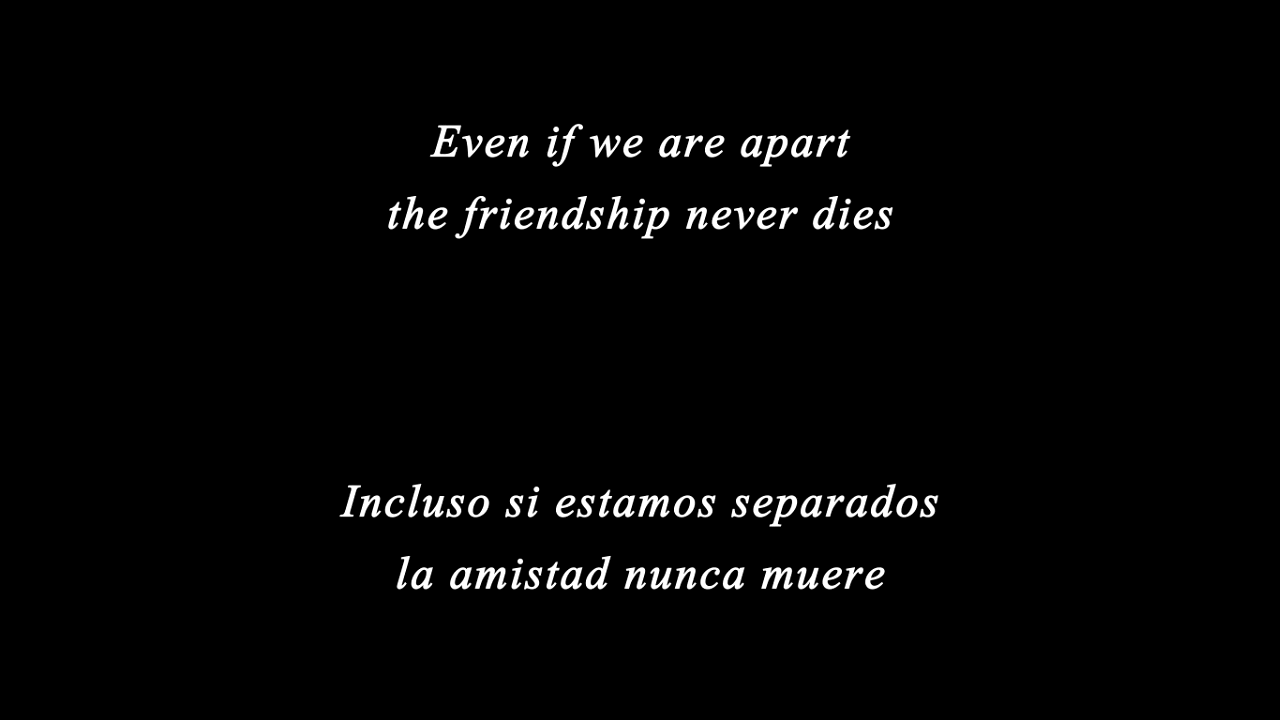 Even if we are apart
the friendship never dies
Incluso si estamos separados
la amistad nunca muere